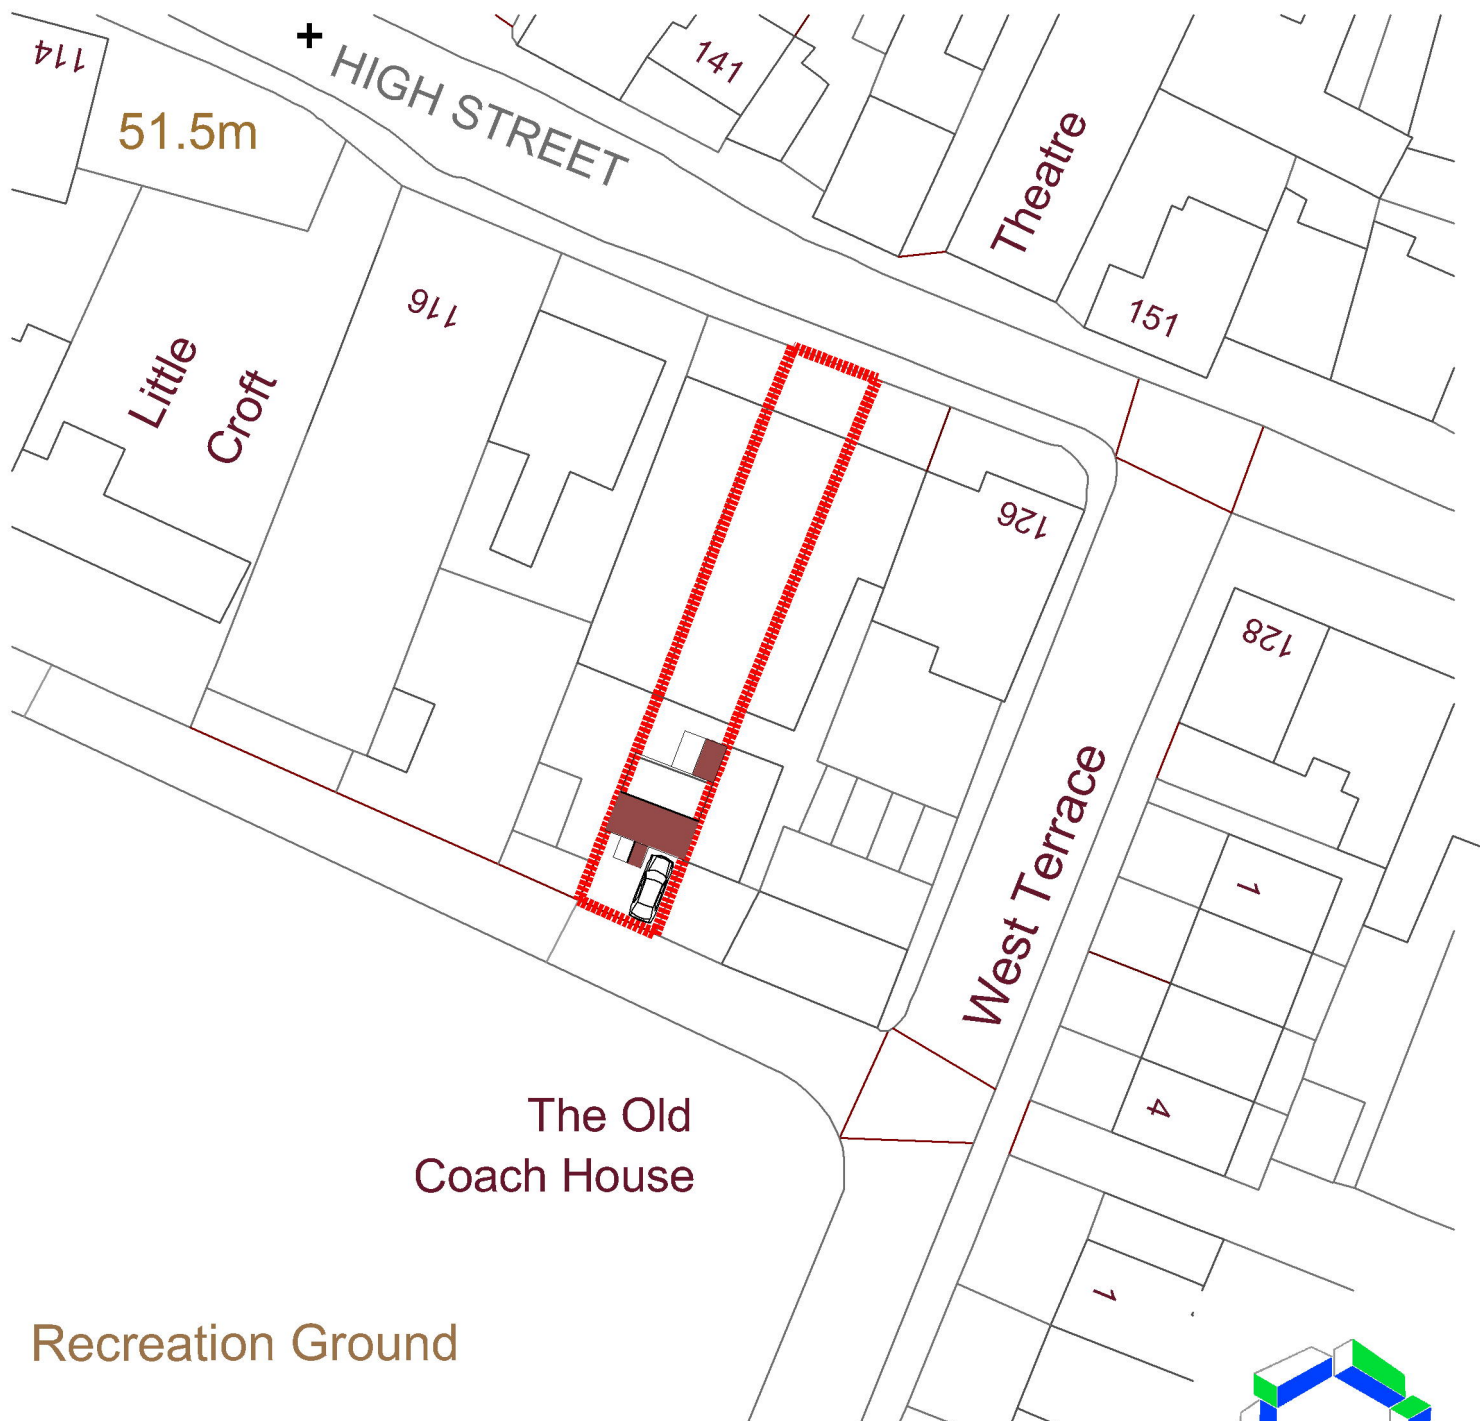 114
51.5m
HIGH STREET
141
Theatre
151
116
Little
Croft
126
128
West Terrace
1
4
The Old
Coach House
1
Recreation Ground